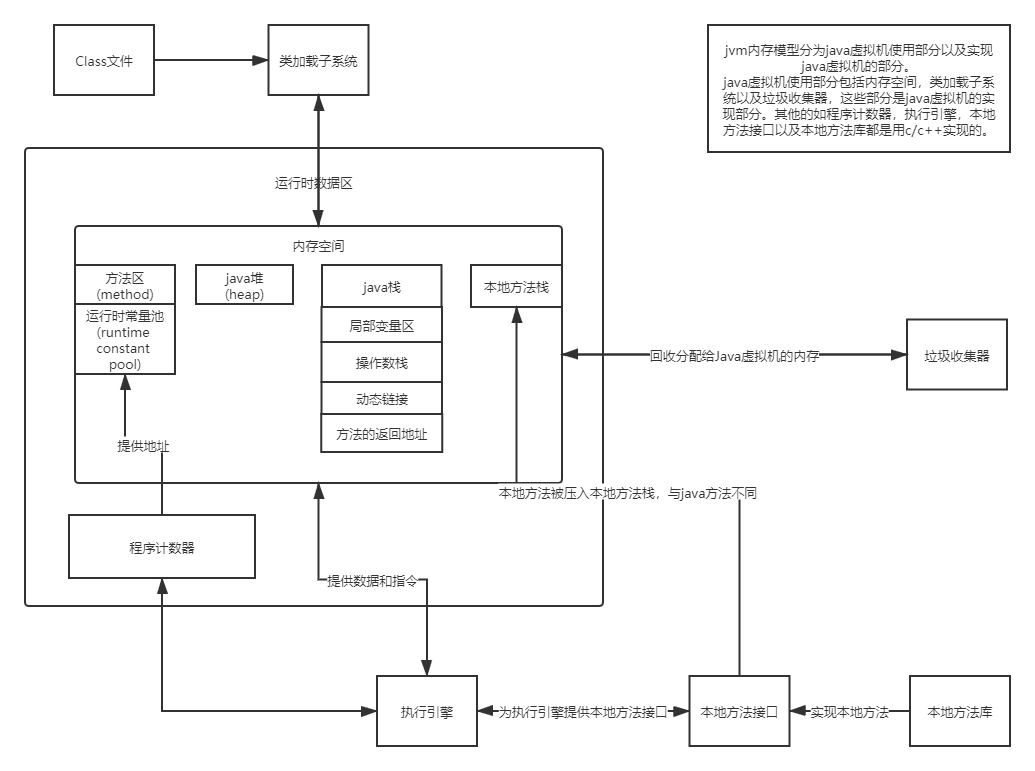 Class文件
类加载子系统
jvm内存模型分为java虚拟机使用部分以及实现
java虚拟机的部分。
java虚拟机使用部分包括内存空间，类加载子系
统以及垃圾收集器，这些部分是java虚拟机的实
现部分。其他的如程序计数器，执行引擎，本地
方法接口以及本地方法库都是用c/c++实现的。
运行时数据区
内存空间
方法区
(method)
运行时常量池
(runtime
constant
pool)
java堆
(heap)
java栈
局部变量区
操作数栈
动态链接
方法的返回地址
本地方法栈
回收分配给Java虚拟机的内存
垃圾收集器
提供地址
本地方法被压入本地方法栈，与java方法不同
程序计数器
提供数据和指令
执行引擎
为执行引擎提供本地方法接口
本地方法接口
实现本地方法
本地方法库